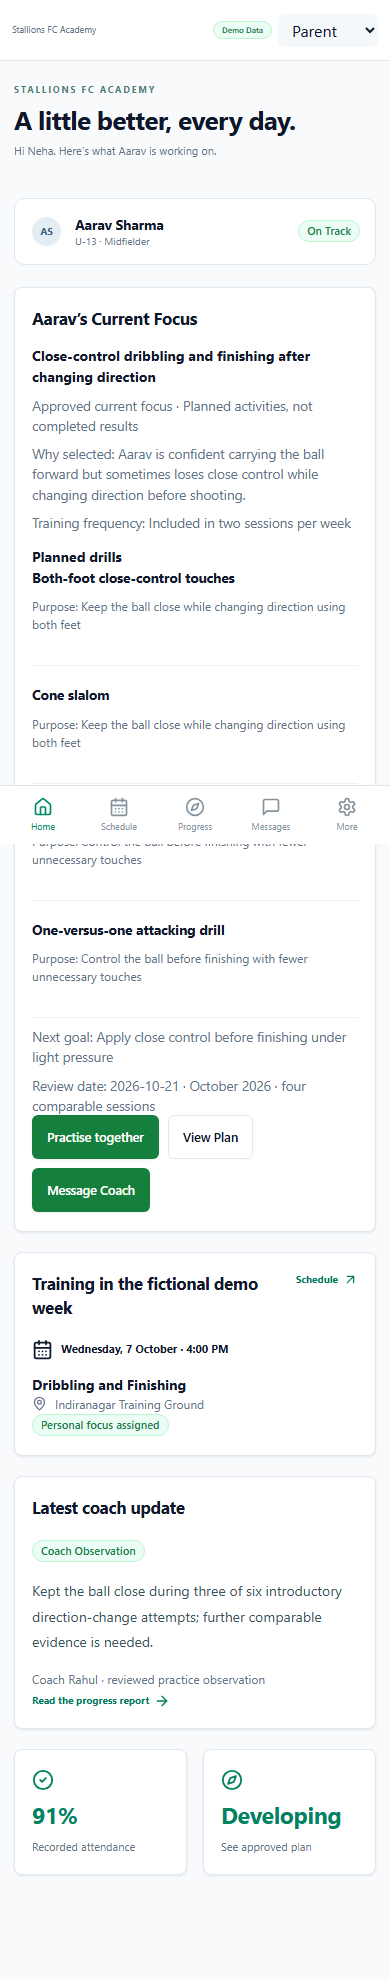 Stallions FC Academy
Demo Data
Parent
STALLIONS FC ACADEMY
A little better, every day.
Hi Neha. Here's what Aarav is working on.
AS
Aarav Sharma
U-13 · Midfielder
On Track
Aarav's Current Focus
Close-control dribbling and finishing after
changing direction
Approved current focus · Planned activities, not
completed results
Why selected: Aarav is confident carrying the ball
forward but sometimes loses close control while
changing direction before shooting.
Training frequency: Included in two sessions per week
Planned drills
Both-foot close-control touches
Purpose: Keep the ball close while changing direction using
both feet
Cone slalom
Purpose: Keep the ball close while changing direction using
both feet
Home
Schedule
Progress
Messages
More
Purpose: Control the ball before finishing with fewer
unnecessary touches
One-versus-one attacking drill
Purpose: Control the ball before finishing with fewer
unnecessary touches
Next goal: Apply close control before finishing under
light pressure
Review date: 2026-10-21 · October 2026 · four
comparable sessions
Practise together
View Plan
Message Coach
Training in the fictional demo
week
Schedule
Wednesday, 7 October · 4:00 PM
Dribbling and Finishing
Indiranagar Training Ground
Personal focus assigned
Latest coach update
Coach Observation
Kept the ball close during three of six introductory
direction-change attempts; further comparable
evidence is needed.
Coach Rahul · reviewed practice observation
Read the progress report
91%
Recorded attendance
Developing
See approved plan